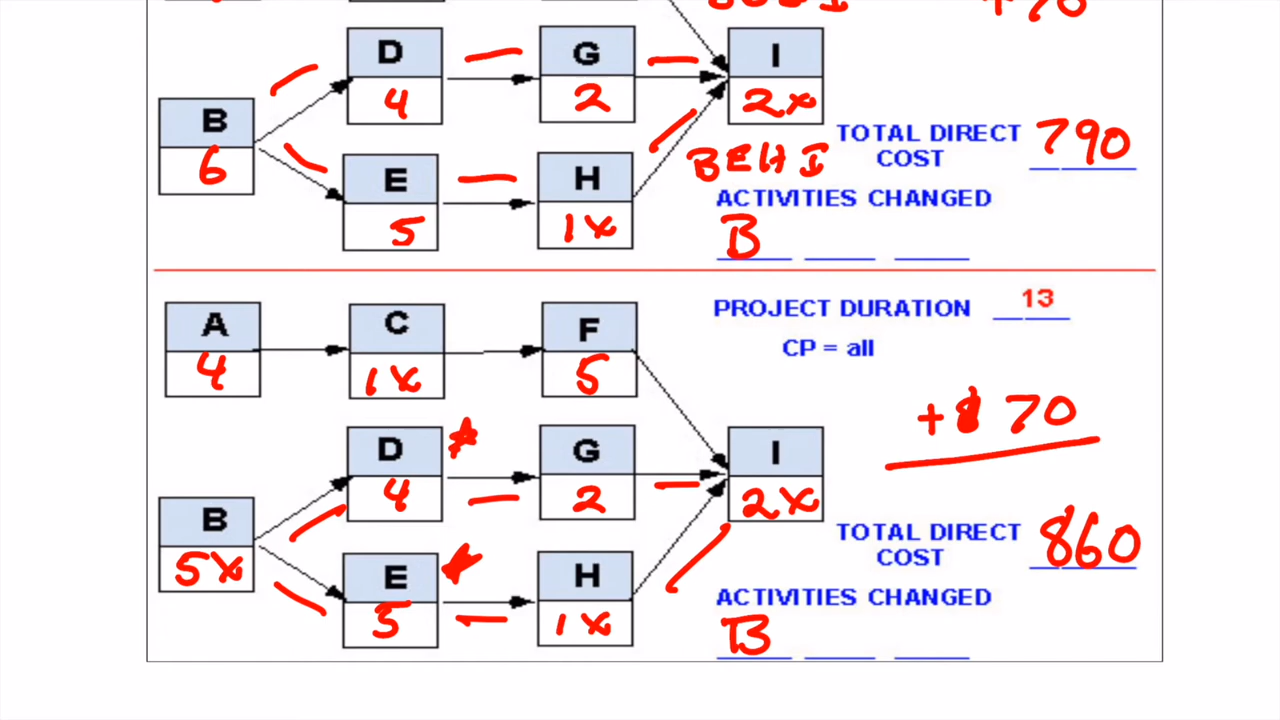 +70
D
G
I
4
2
2x
B
6
TOTAL DIRECT
COST
790
BEHI
E
H
5
1x
ACTIVITIES CHANGED
B
A
C
F
4
1x
5
PROJECT DURATION 13
CP = all
+ 70
D
G
I
4
2
2x
B
5x
TOTAL DIRECT
COST
860
E
H
5
1x
ACTIVITIES CHANGED
B